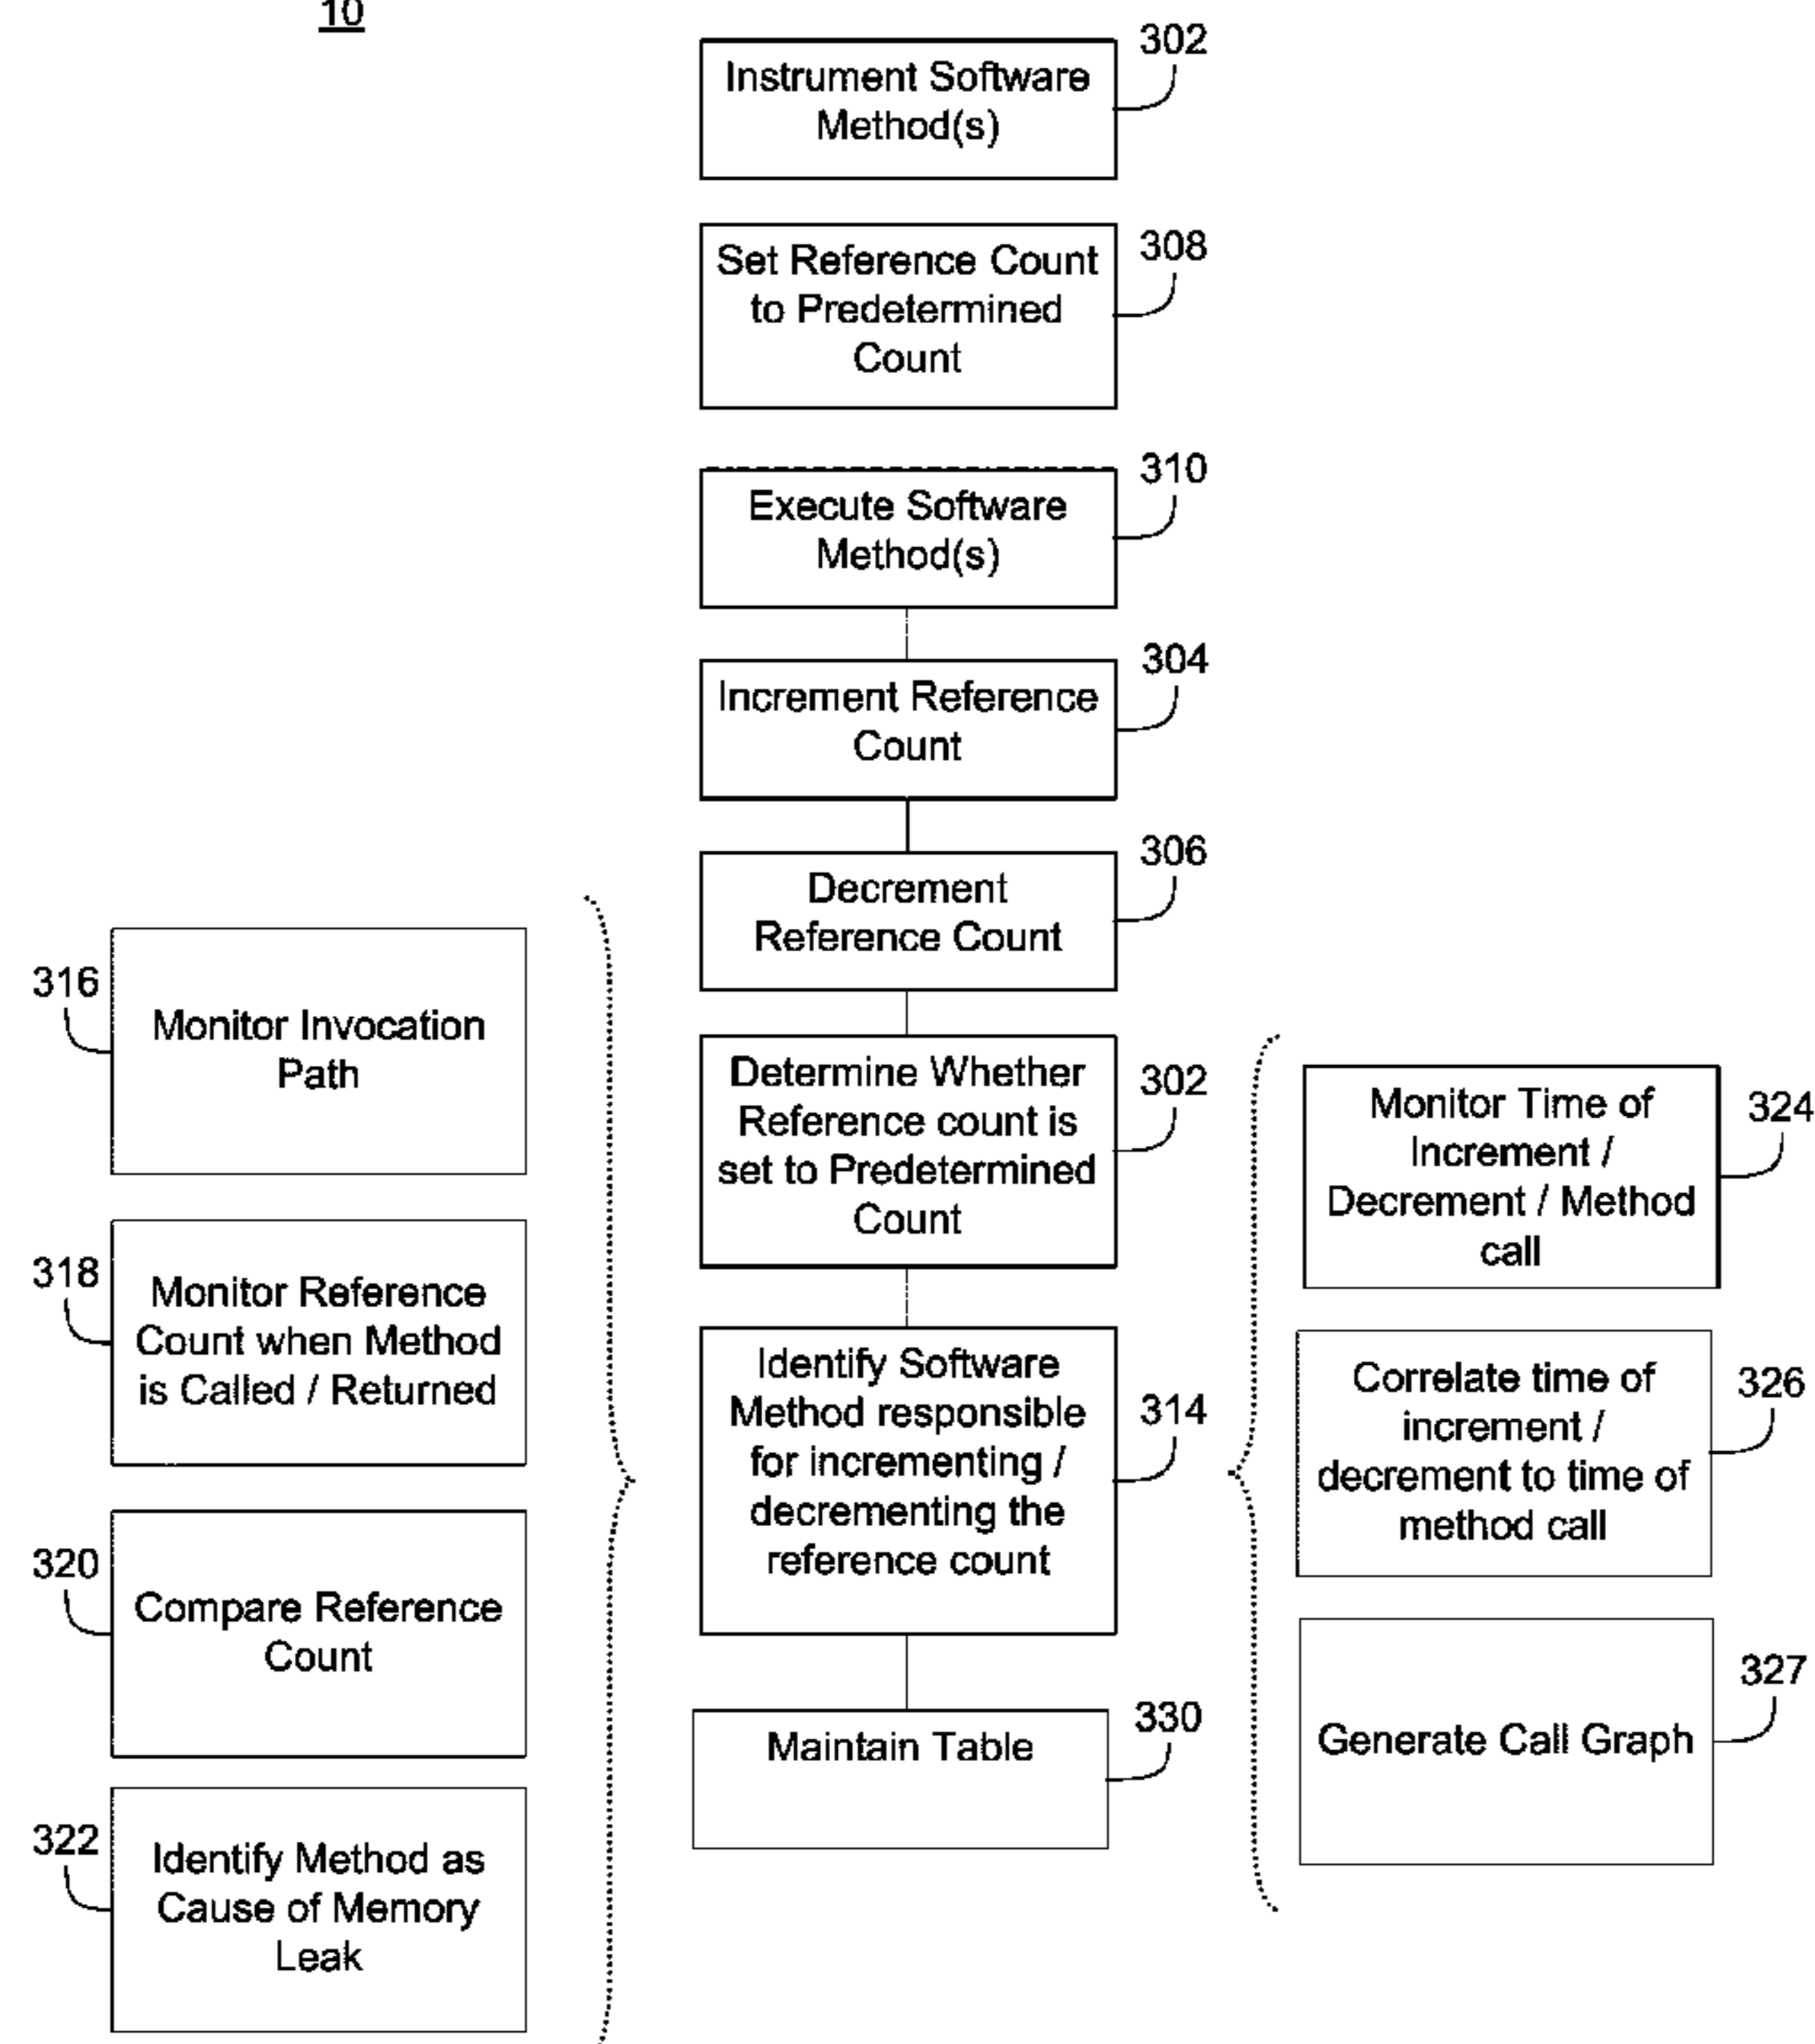 10
302
Instrument Software
Method(s)
308
Set Reference Count
to Predetermined
Count
310
Execute Software
Method(s)
304
Increment Reference
Count
306
Decrement
Reference Count
302
Determine Whether
Reference count is
set to Predetermined
Count
314
Identify Software
Method responsible
for incrementing /
decrementing the
reference count
330
Maintain Table
316
Monitor Invocation
Path
318
Monitor Reference
Count when Method
is Called / Returned
320
Compare Reference
Count
322
Identify Method as
Cause of Memory
Leak
324
Monitor Time of
Increment /
Decrement / Method
call
326
Correlate time of
increment /
decrement to time of
method call
327
Generate Call Graph